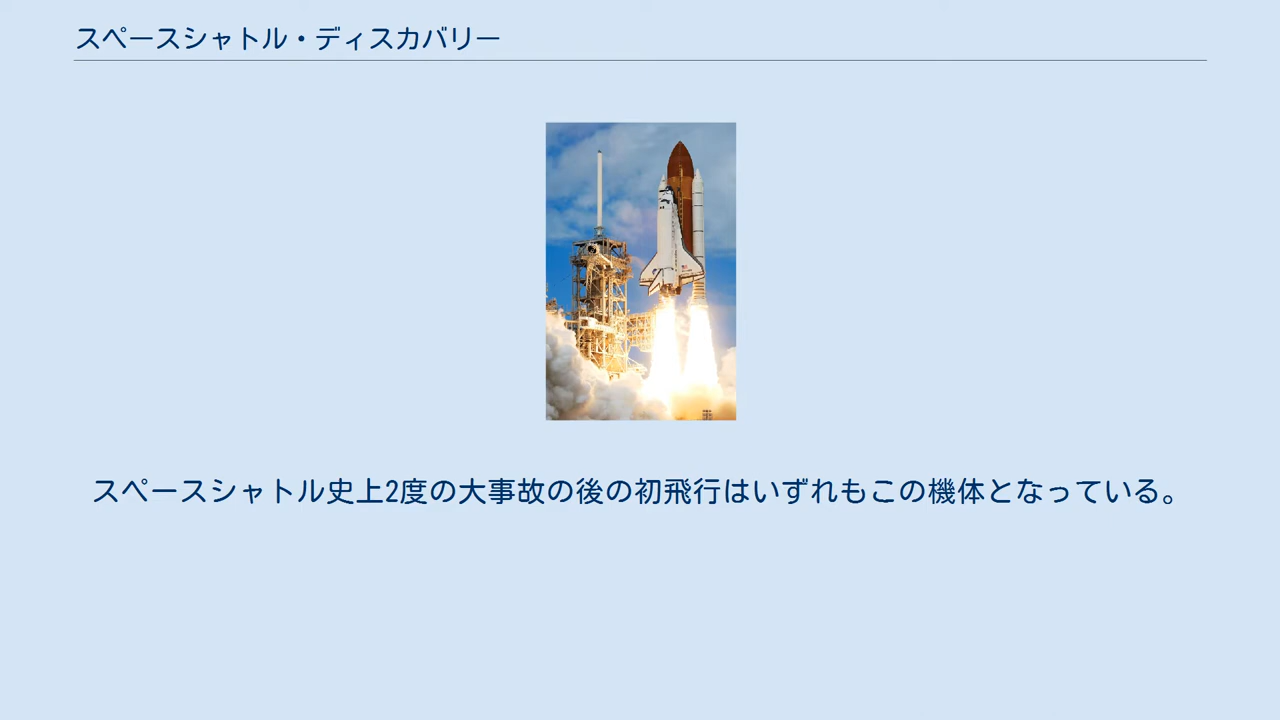 スペースシャトル・ディスカバリー
スペースシャトル史上2度の大事故の後の初飛行はいずれもこの機体となっている。